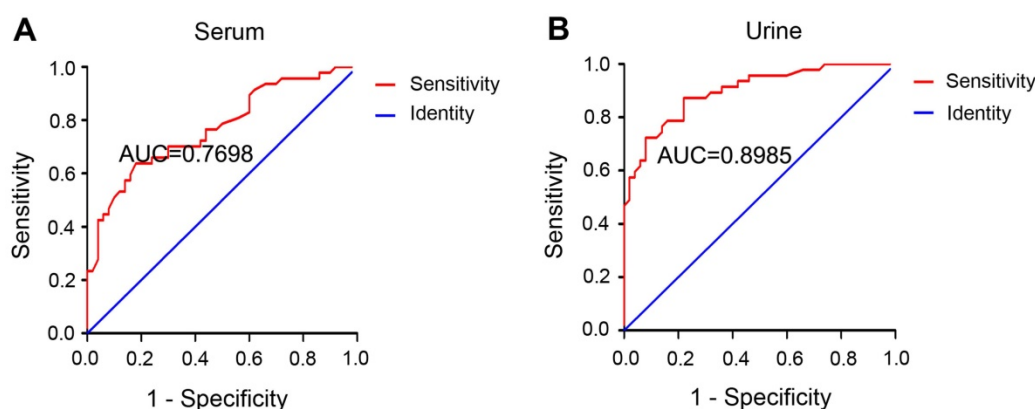 A
Serum
1.0
0.8
0.6
0.4
0.2
0.0
Sensitivity
AUC=0.7698
0.0 0.2 0.4 0.6 0.8 1.0
1 - Specificity
Sensitivity
Identity
B
Urine
1.0
0.8
0.6
0.4
0.2
0.0
Sensitivity
AUC=0.8985
0.0 0.2 0.4 0.6 0.8 1.0
1 - Specificity
Sensitivity
Identity